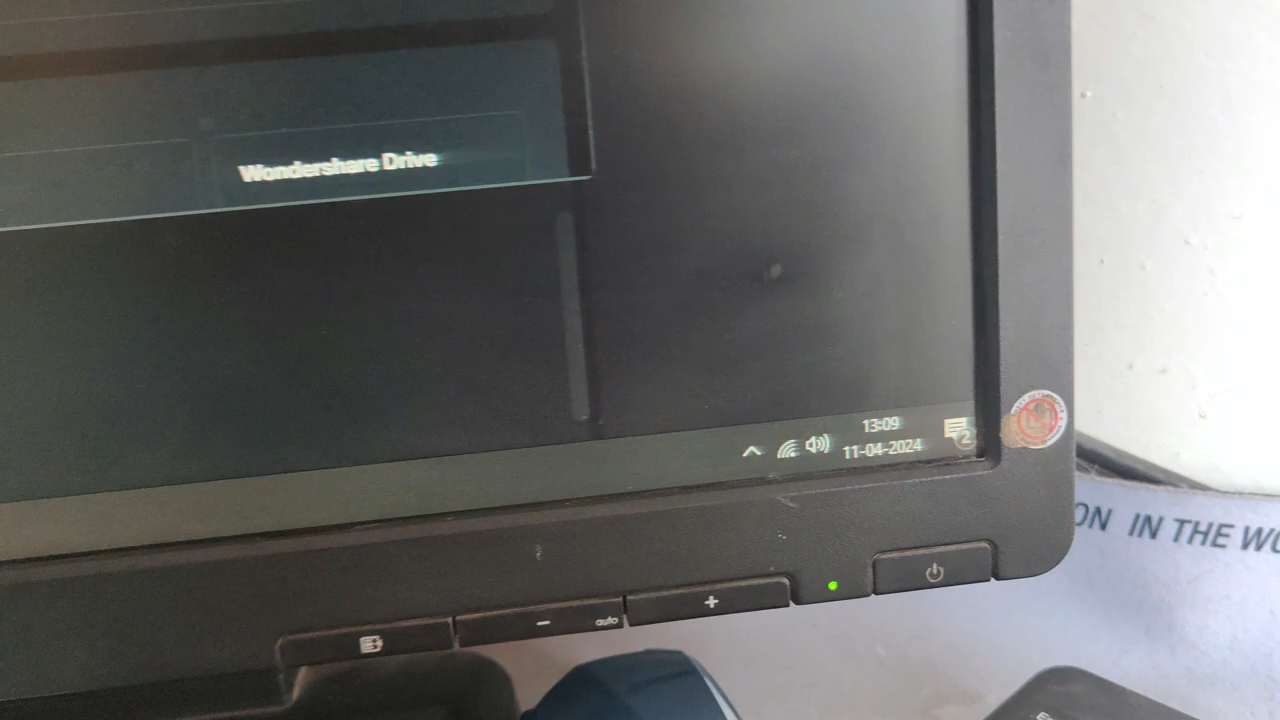 Wondershare Drive
13:09
11-04-2024
2
auto
ON IN THE WO